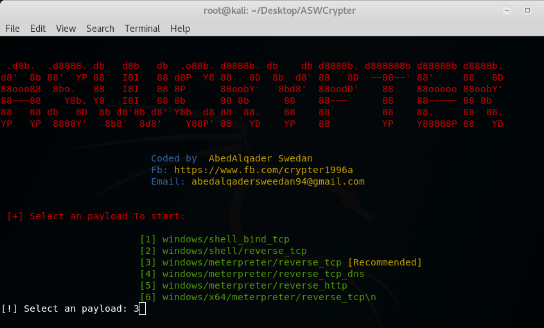 root@kali: ~/Desktop/ASWCrypter
File Edit View Search Terminal Help
Coded by AbedAlqader Swedan
Fb: https://www.fb.com/crypter1996a
Email: abedalqadersweedan94@gmail.com
[+] Select an payload To start:
[1] windows/shell_bind_tcp
[2] windows/shell/reverse_tcp
[3] windows/meterpreter/reverse_tcp [Recommended]
[4] windows/meterpreter/reverse_tcp_dns
[5] windows/meterpreter/reverse_http
[6] windows/x64/meterpreter/reverse_tcp\n
[!] Select an payload: 3